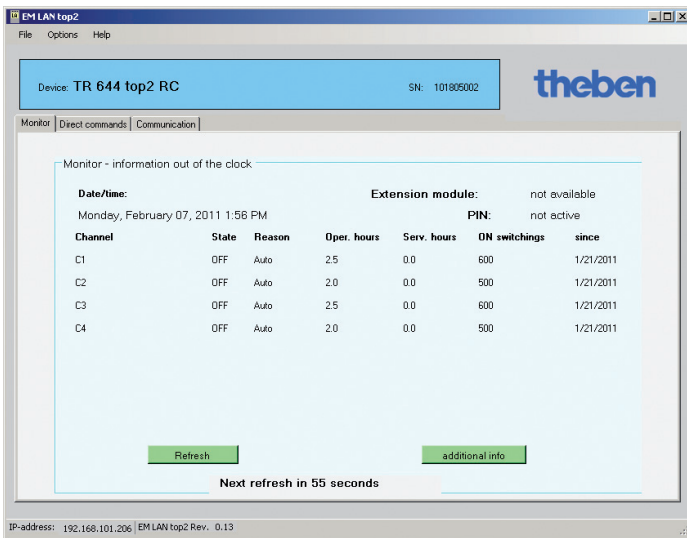 EM LAN top2
File Options Help
Device: TR 644 top2 RC SN: 101805002
theben
Monitor Direct commands Communication
Monitor - information out of the clock
Date/time: Extension module: not available
Monday, February 07, 2011 1:56 PM PIN: not active
Channel State Reason Oper. hours Serv. hours ON switchings since
C1 OFF Auto 2.5 0.0 600 1/21/2011
C2 OFF Auto 2.0 0.0 500 1/21/2011
C3 OFF Auto 2.5 0.0 600 1/21/2011
C4 OFF Auto 2.0 0.0 500 1/21/2011
Refresh additional info
Next refresh in 55 seconds
IP-address: 192.168.101.206 EM LAN top2 Rev. 0.13